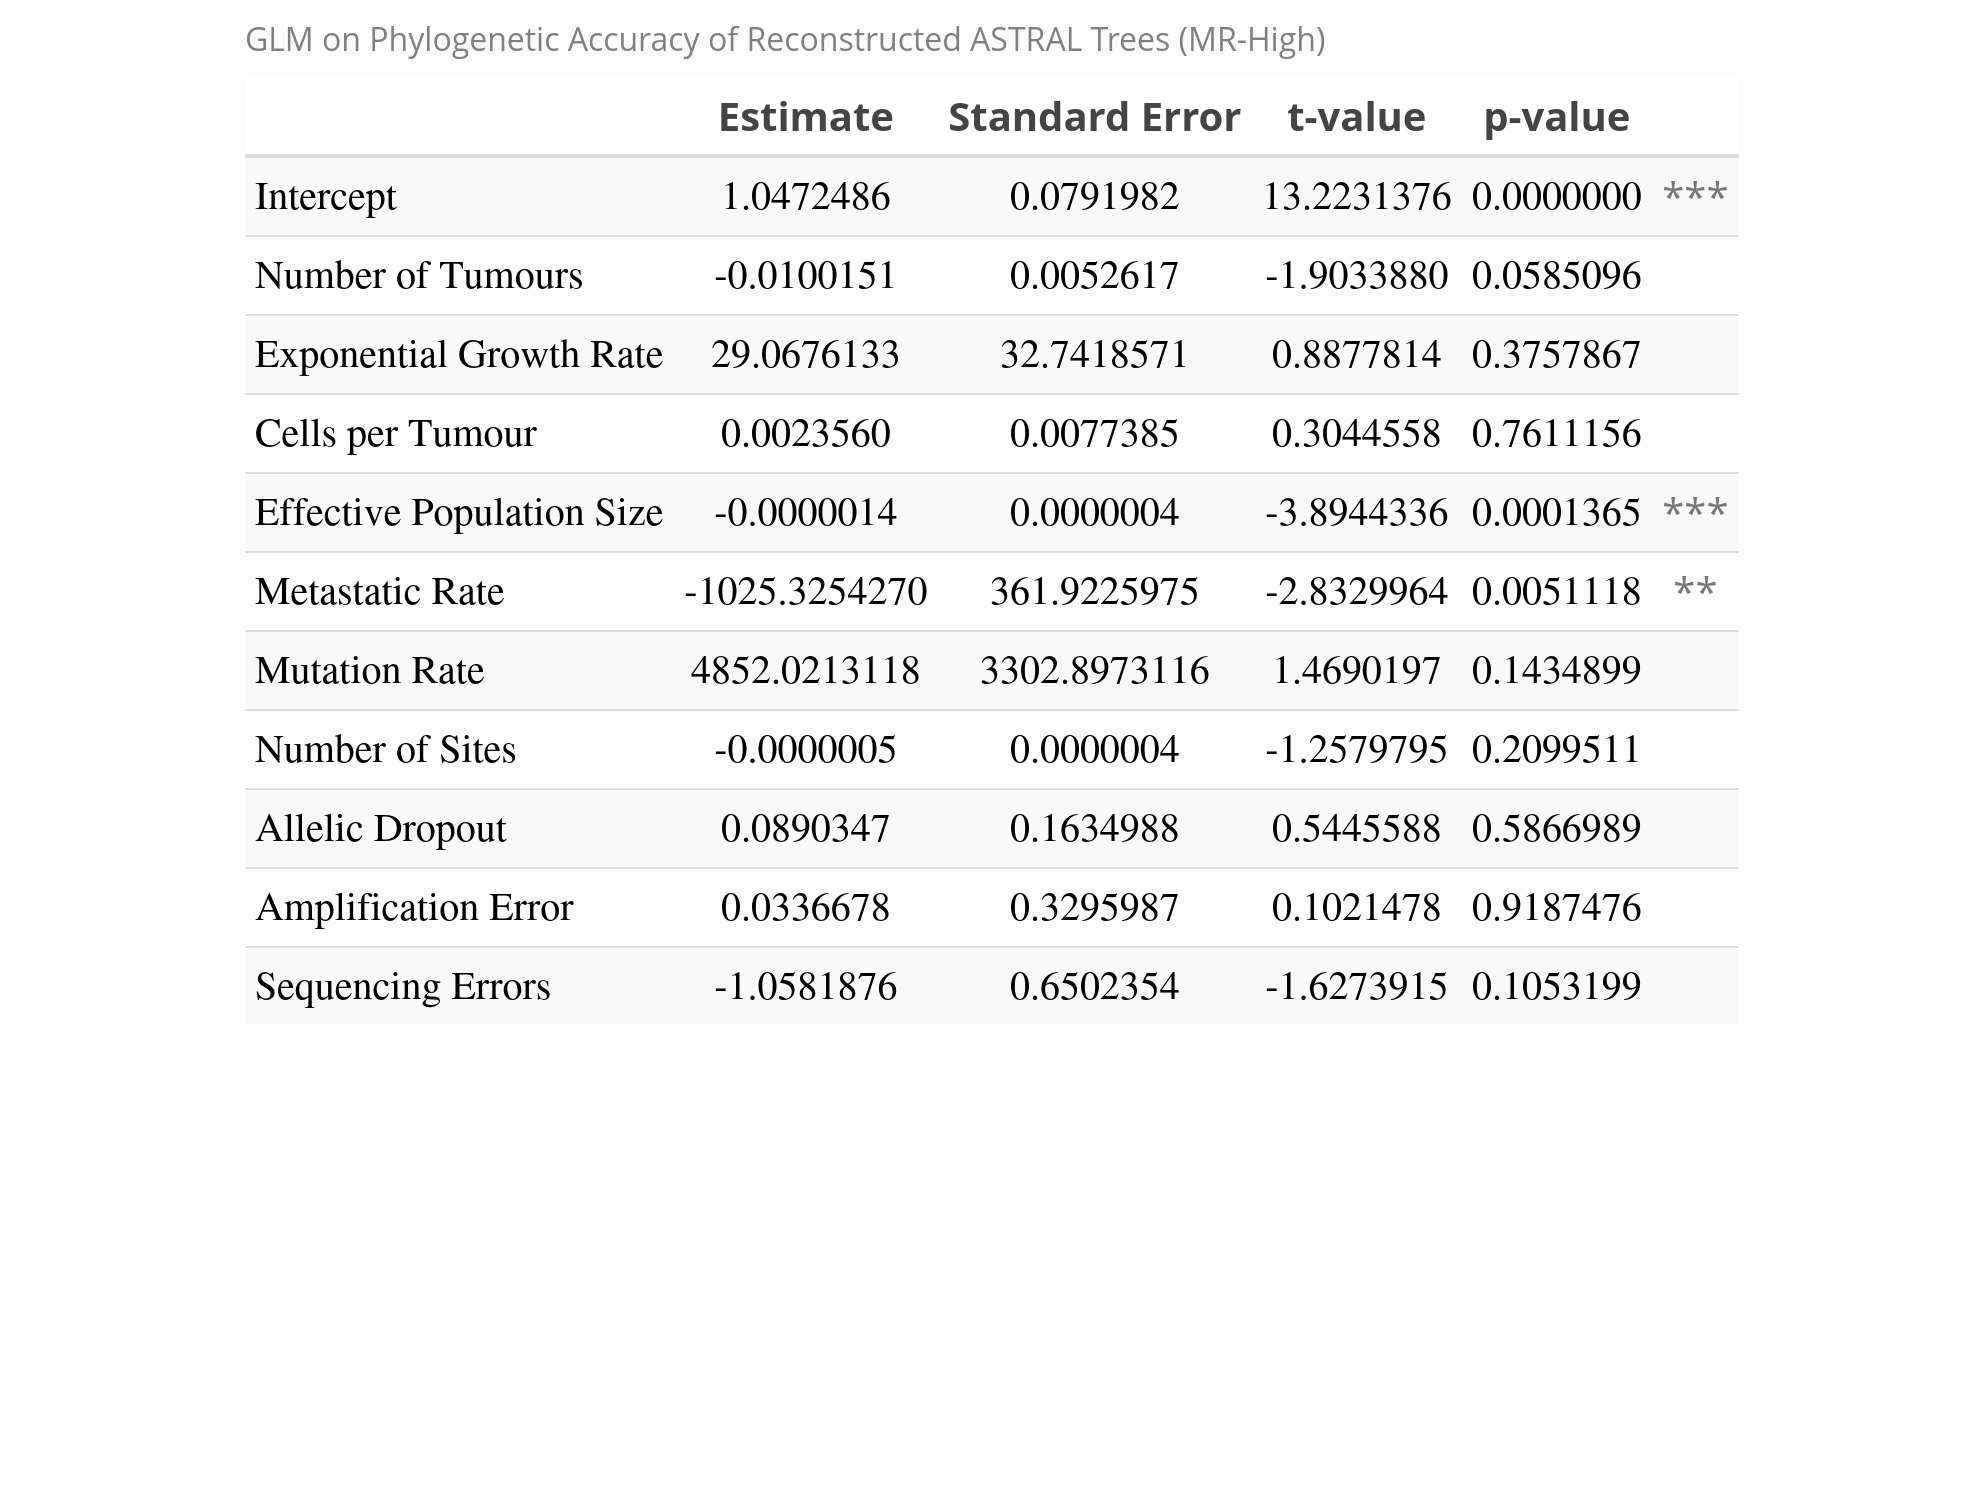 GLM on Phylogenetic Accuracy of Reconstructed ASTRAL Trees (MR-High)
Estimate Standard Error t-value p-value
Intercept 1.0472486 0.0791982 13.2231376 0.0000000 ***
Number of Tumours -0.0100151 0.0052617 -1.9033880 0.0585096
Exponential Growth Rate 29.0676133 32.7418571 0.8877814 0.3757867
Cells per Tumour 0.0023560 0.0077385 0.3044558 0.7611156
Effective Population Size -0.0000014 0.0000004 -3.8944336 0.0001365 ***
Metastatic Rate -1025.3254270 361.9225975 -2.8329964 0.0051118 **
Mutation Rate 4852.0213118 3302.8973116 1.4690197 0.1434899
Number of Sites -0.0000005 0.0000004 -1.2579795 0.2099511
Allelic Dropout 0.0890347 0.1634988 0.5445588 0.5866989
Amplification Error 0.0336678 0.3295987 0.1021478 0.9187476
Sequencing Errors -1.0581876 0.6502354 -1.6273915 0.1053199